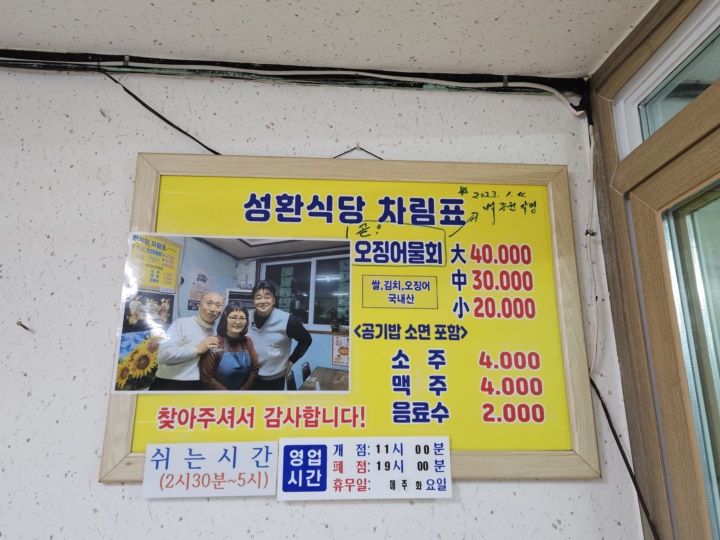 성환식당 차림표
2023. 1. 4
오징어물회 大 40.000
쌀,김치,오징어
국내산
中 30.000
小 20.000
<공기밥 소면 포함>
소 주 4.000
맥 주 4.000
음료수 2.000
찾아주셔서 감사합니다!
쉬는시간
(2시30분~5시)
영업
시간
개 점: 11시 00분
폐 점: 19시 00분
휴무일: 매주 화요일